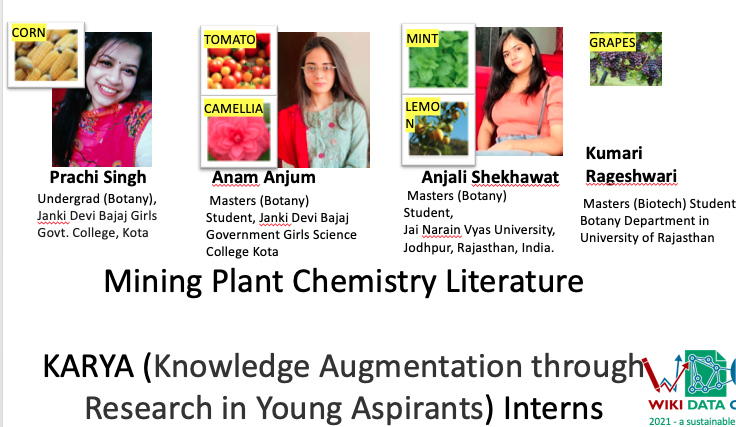 CORN
TOMATO
CAMELLIA
MINT
LEMO
N
GRAPES
Prachi Singh
Undergrad (Botany),
Janki Devi Bajaj Girls
Govt. College, Kota
Anam Anjum
Masters (Botany)
Student, Janki Devi Bajaj
Government Girls Science
College Kota
Anjali Shekhawat
Masters (Botany)
Student,
Jai Narain Vyas University,
Jodhpur, Rajasthan, India.
Kumari
Rageshwari
Masters (Biotech) Student
Botany Department in
University of Rajasthan
Mining Plant Chemistry Literature
KARYA (Knowledge Augmentation through
Research in Young Aspirants) Interns
WIKI DATA C
2021 - a sustainable